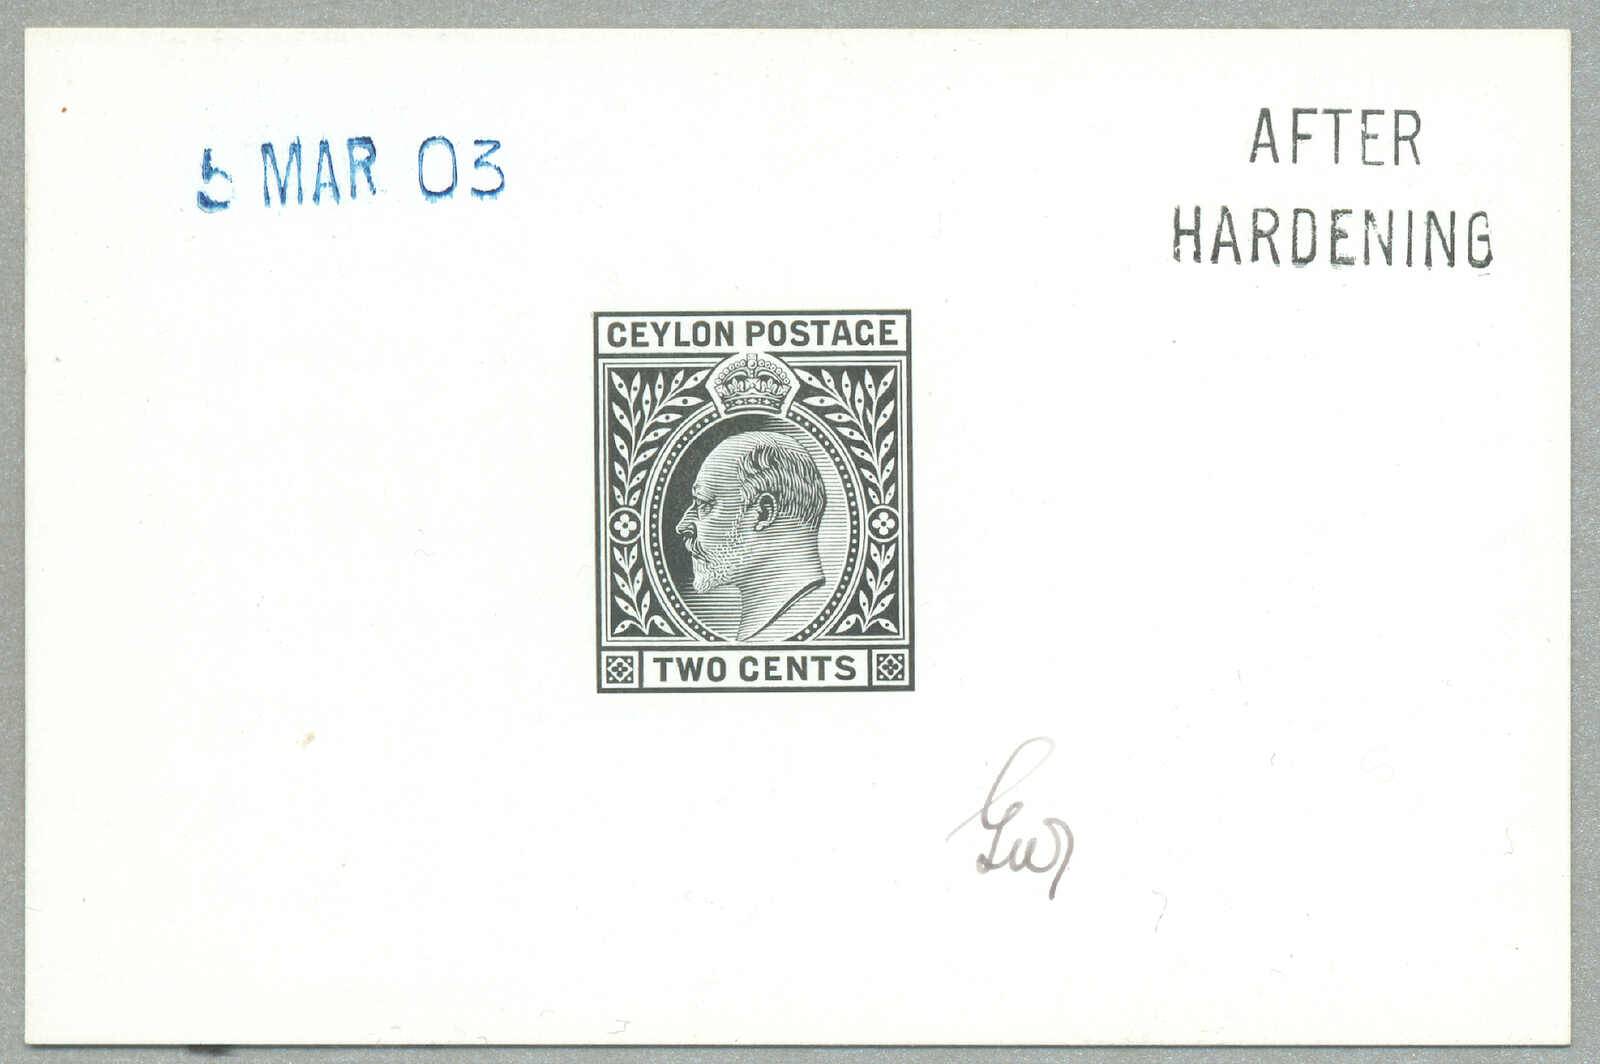 5 MAR 03
AFTER
HARDENING
CEYLON POSTAGE
TWO CENTS